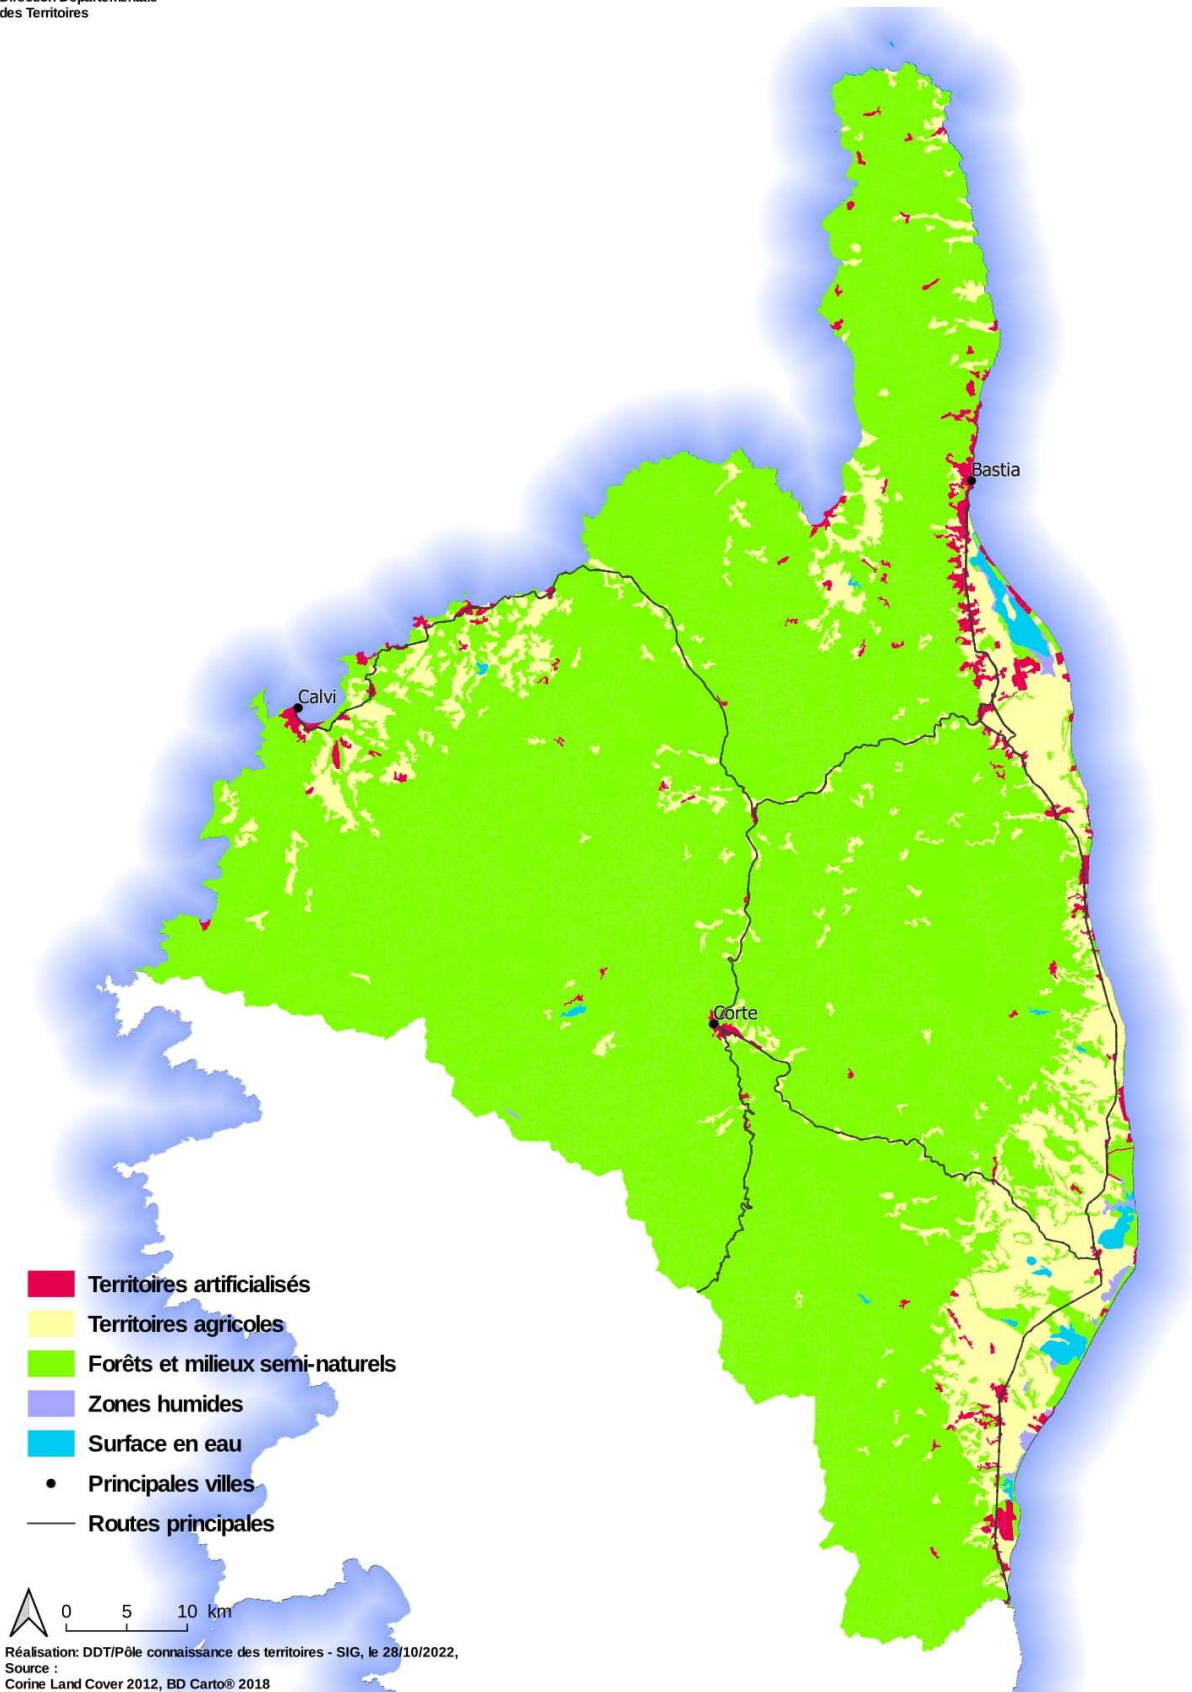 des Territoires
Bastia
Calvi
Corte
Territoires artificialisés
Territoires agricoles
Forêts et milieux semi-naturels
Zones humides
Surface en eau
Principales villes
Routes principales
0 5 10 km
Réalisation: DDT/Pôle connaissance des territoires - SIG, le 28/10/2022,
Source :
Corine Land Cover 2012, BD Carto® 2018